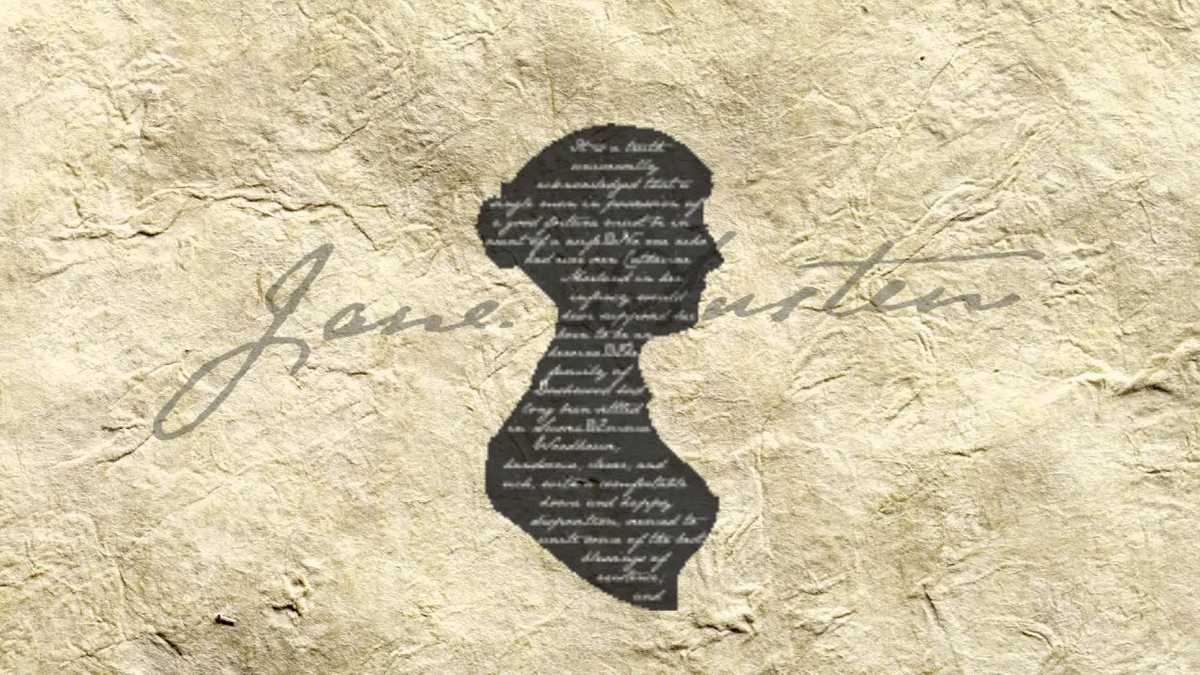 Jane Austen
It is a truth
universally
acknowledged that a
single man in possession of
a good fortune must be in
want of a wife. No one who
had ever seen Catherine
Morland in her
infancy would
have supposed her
born to be an
heroine. The
family of
Dashwood had
long been settled
in Sussex. Emma
Woodhouse,
handsome, clever, and
rich, with a comfortable
home and happy
disposition, seemed to
unite some of the best
blessings of
existence,
and